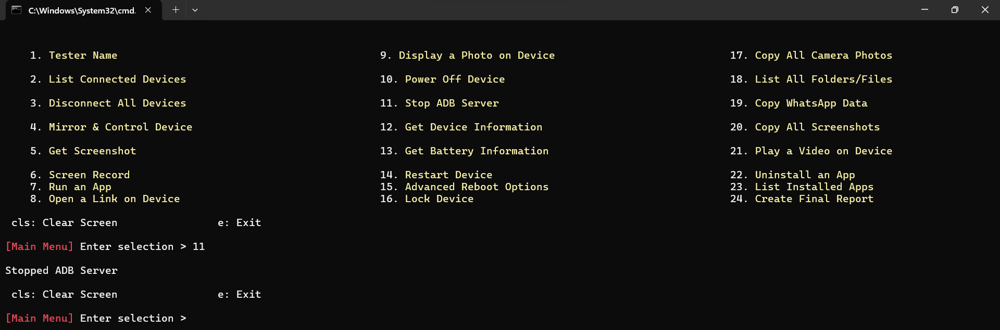 C:\Windows\System32\cmd.
1. Tester Name 9. Display a Photo on Device 17. Copy All Camera Photos
2. List Connected Devices 10. Power Off Device 18. List All Folders/Files
3. Disconnect All Devices 11. Stop ADB Server 19. Copy WhatsApp Data
4. Mirror & Control Device 12. Get Device Information 20. Copy All Screenshots
5. Get Screenshot 13. Get Battery Information 21. Play a Video on Device
6. Screen Record 14. Restart Device 22. Uninstall an App
7. Run an App 15. Advanced Reboot Options 23. List Installed Apps
8. Open a Link on Device 16. Lock Device 24. Create Final Report
cls: Clear Screen e: Exit
[Main Menu] Enter selection > 11
Stopped ADB Server
cls: Clear Screen e: Exit
[Main Menu] Enter selection >